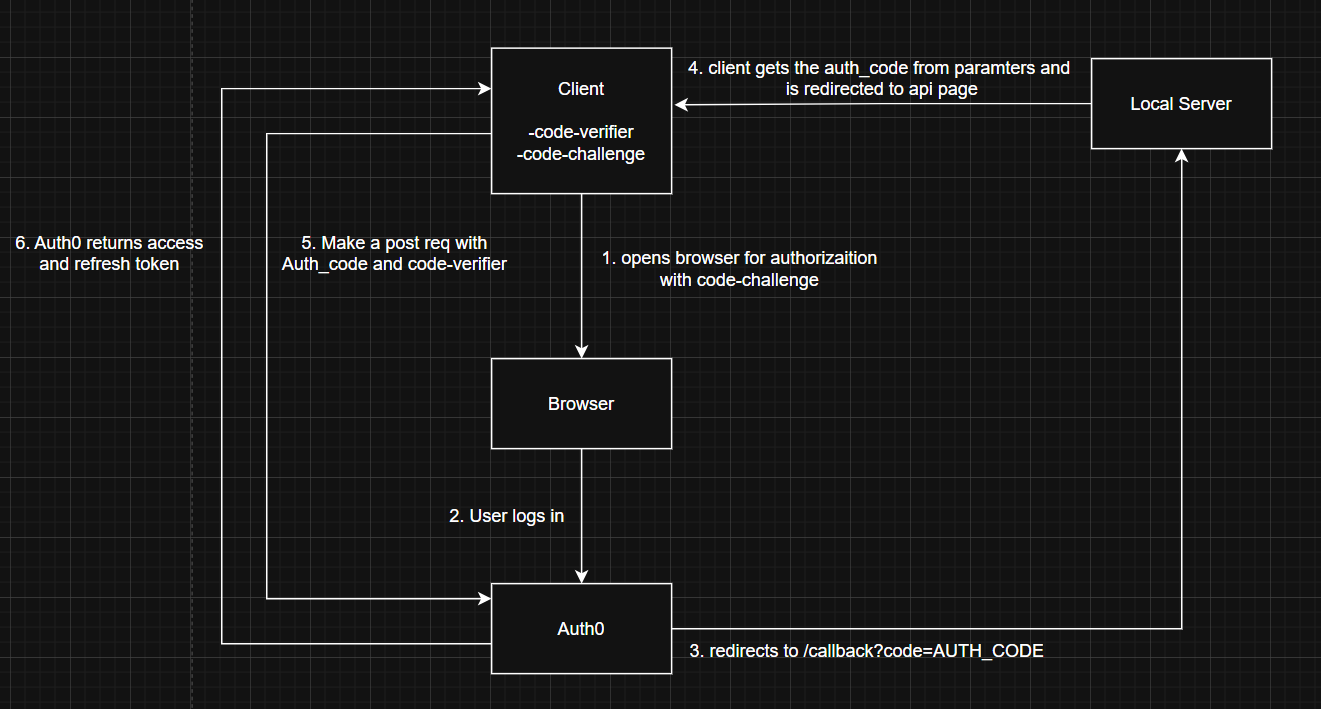 Client
-code-verifier
-code-challenge
4. client gets the auth_code from paramters and
is redirected to api page
Local Server
6. Auth0 returns access
and refresh token
5. Make a post req with
Auth_code and code-verifier
1. opens browser for authorizaition
with code-challenge
Browser
2. User logs in
Auth0
3. redirects to /callback?code=AUTH_CODE